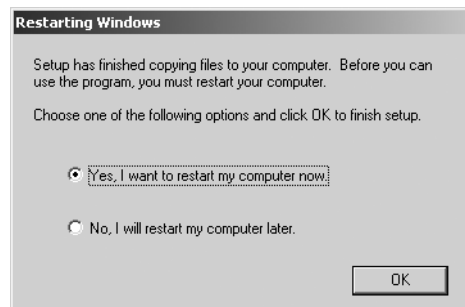 Restarting Windows
Setup has finished copying files to your computer. Before you can
use the program, you must restart your computer.
Choose one of the following options and click OK to finish setup.
Yes, I want to restart my computer now.
No, I will restart my computer later.
OK